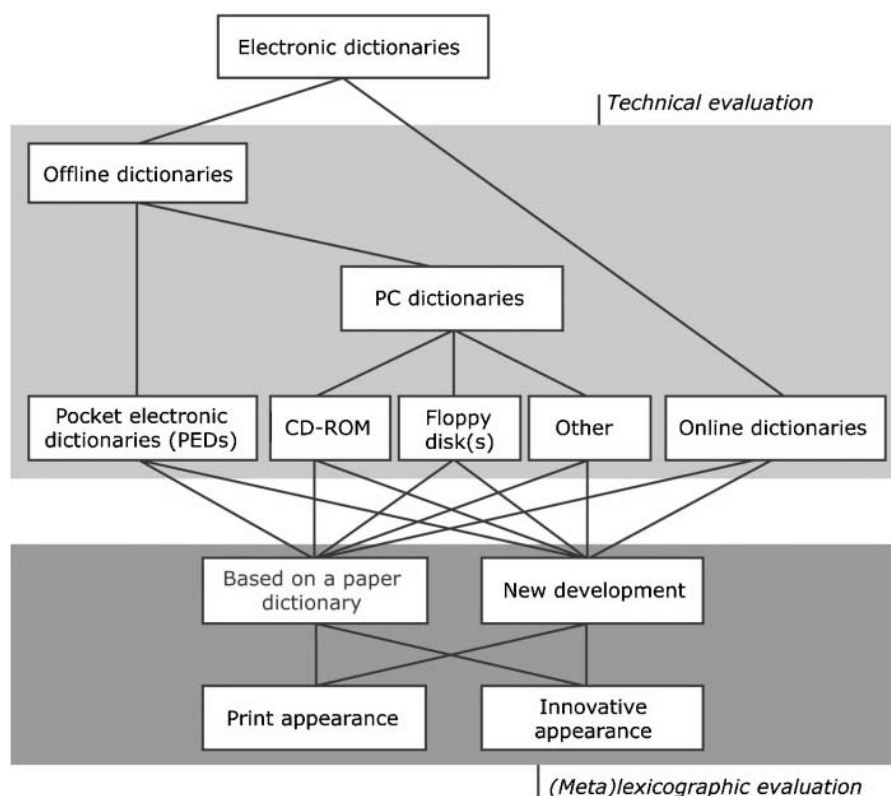 Electronic dictionaries
Technical evaluation
Offline dictionaries
PC dictionaries
Pocket electronic
dictionaries (PEDs)
CD-ROM
Floppy
disk(s)
Other
Online dictionaries
Based on a paper
dictionary
New development
Print appearance
Innovative
appearance
(Meta)lexicographic evaluation